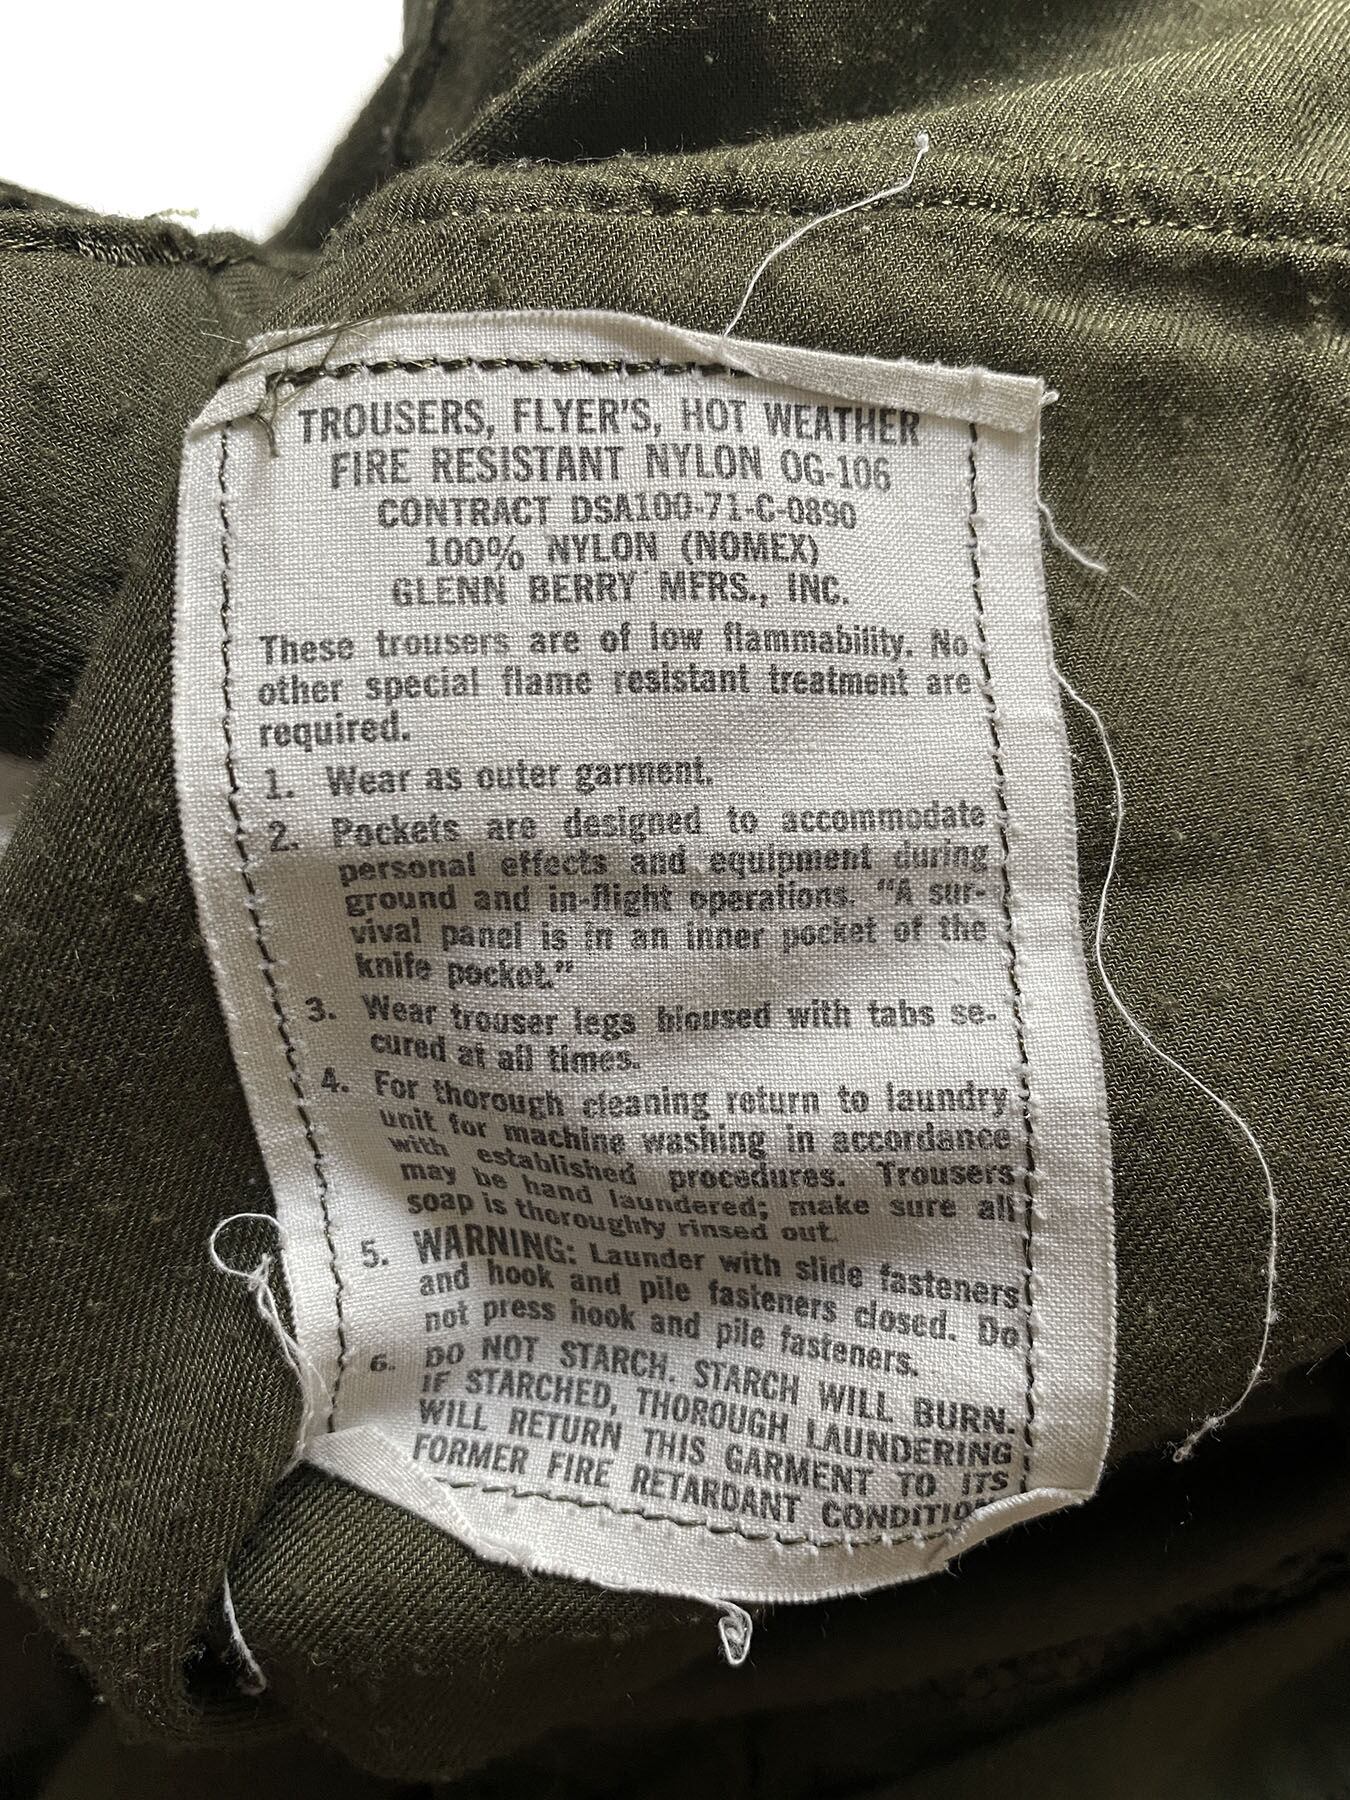 TROUSERS, FLYER'S, HOT WEATHER
FIRE RESISTANT NYLON OG-106
CONTRACT DSA100-71-C-0890
100% NYLON (NOMEX)
GLENN BERRY MFRS., INC.
These trousers are of low flammability. No
other special flame resistant treatment are
required.
1. Wear as outer garment.
2. Pockets are designed to accommodate
personal effects and equipment during
ground and in-flight operations. "A sur-
vival panel is in an inner pocket of the
knife pocket."
3. Wear trouser legs bloused with tabs se-
cured at all times.
4. For thorough cleaning return to laundry
unit for machine washing in accordance
with established procedures. Trousers
may be hand laundered; make sure all
soap is thoroughly rinsed out.
5. WARNING: Launder with slide fasteners
and hook and pile fasteners closed. Do
not press hook and pile fasteners.
6. DO NOT STARCH. STARCH WILL BURN.
IF STARCHED, THOROUGH LAUNDERING
WILL RETURN THIS GARMENT TO ITS
FORMER FIRE RETARDANT CONDITION